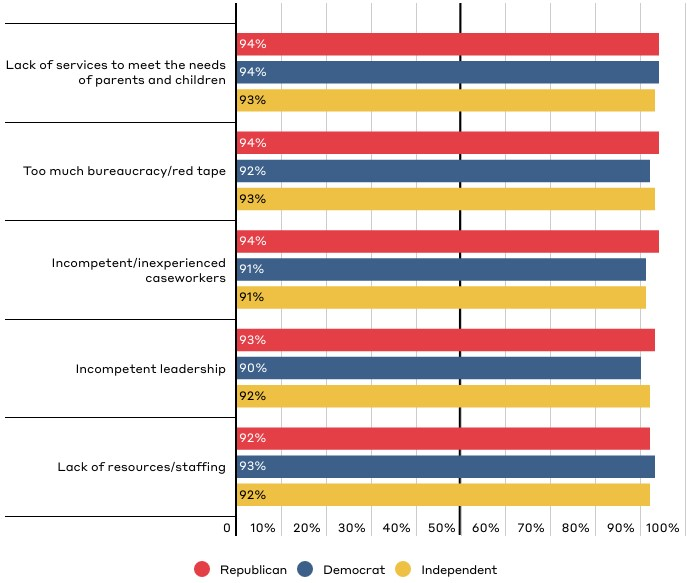 94%
Lack of services to meet the needs
of parents and children
94%
93%
94%
Too much bureaucracy/red tape
92%
93%
94%
Incompetent/inexperienced
caseworkers
91%
91%
93%
Incompetent leadership
90%
92%
92%
Lack of resources/staffing
93%
92%
0 10% 20% 30% 40% 50% 60% 70% 80% 90% 100%
Republican Democrat Independent